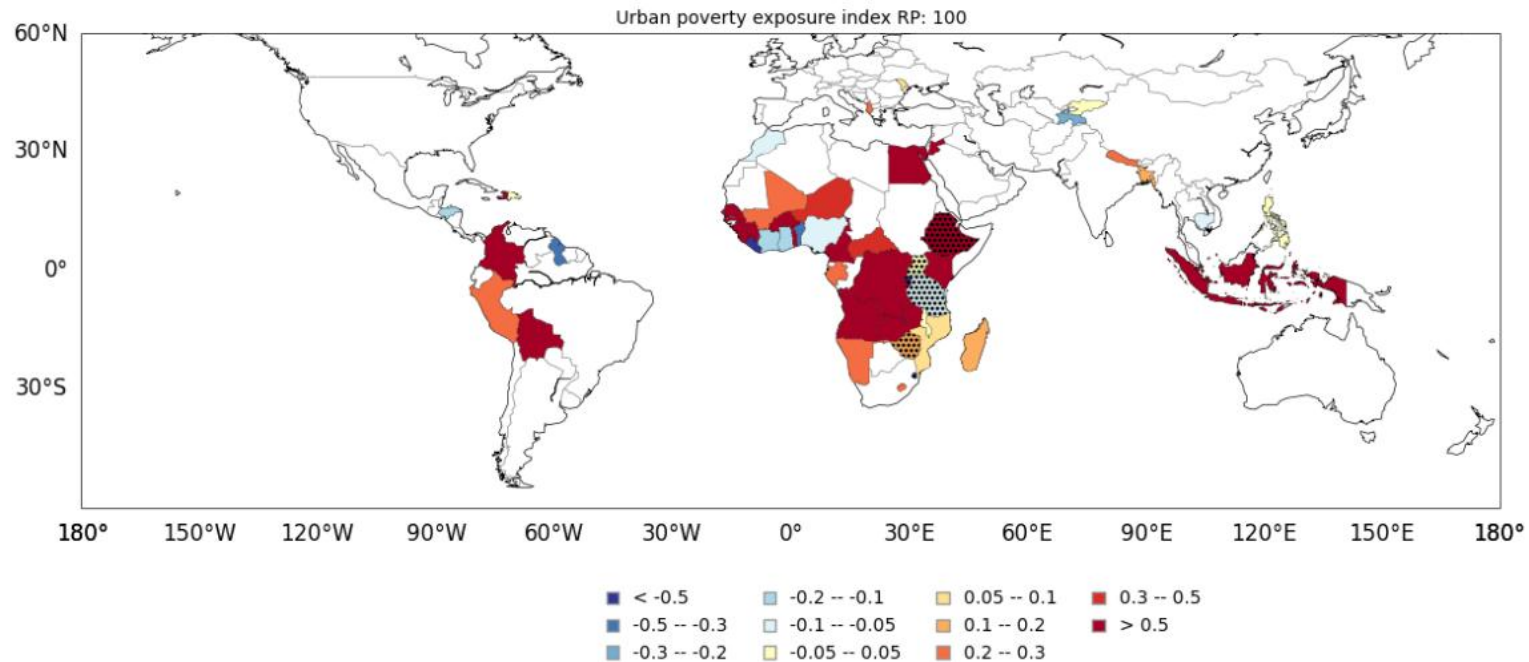 Urban poverty exposure index RP: 100
60°N
30°N
0°
30°S
180° 150°W 120°W 90°W 60°W 30°W 0° 30°E 60°E 90°E 120°E 150°E 180°
< -0.5 -0.2 -- -0.1 0.05 -- 0.1 0.3 -- 0.5
-0.5 -- -0.3 -0.1 -- -0.05 0.1 -- 0.2 > 0.5
-0.3 -- -0.2 -0.05 -- 0.05 0.2 -- 0.3